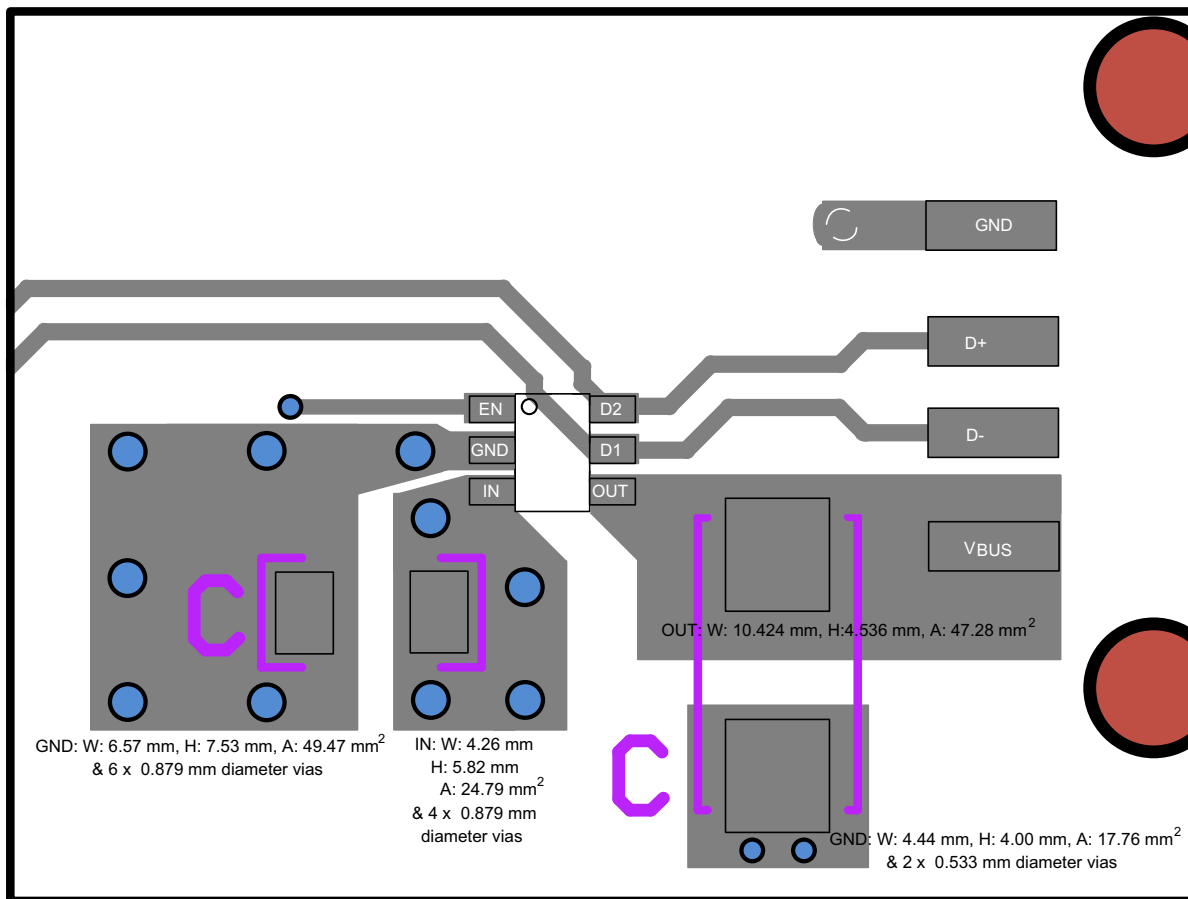 GND
D+
D-
EN
D2
GND
D1
IN
OUT
VBUS
C
OUT: W: 10.424 mm, H:4.536 mm, A: 47.28 mm²
GND: W: 6.57 mm, H: 7.53 mm, A: 49.47 mm²
& 6 x 0.879 mm diameter vias
IN: W: 4.26 mm
H: 5.82 mm
A: 24.79 mm²
& 4 x 0.879 mm
diameter vias
C
GND: W: 4.44 mm, H: 4.00 mm, A: 17.76 mm²
& 2 x 0.533 mm diameter vias